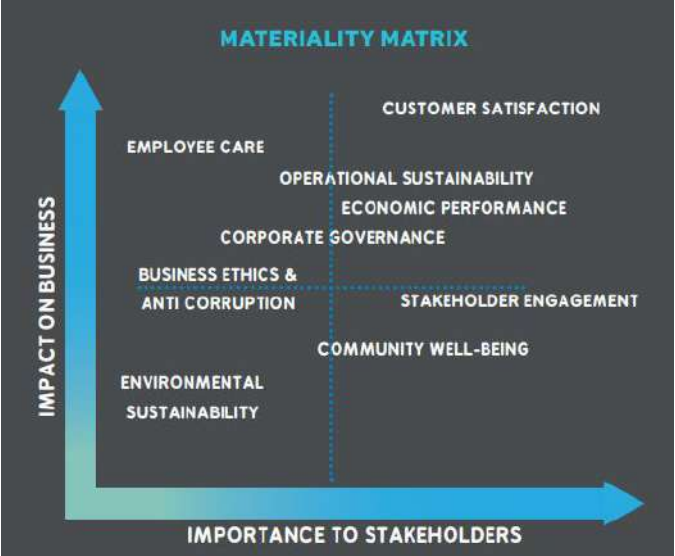 MATERIALITY MATRIX
CUSTOMER SATISFACTION
EMPLOYEE CARE
OPERATIONAL SUSTAINABILITY
ECONOMIC PERFORMANCE
CORPORATE GOVERNANCE
BUSINESS ETHICS &
ANTI CORRUPTION
STAKEHOLDER ENGAGEMENT
COMMUNITY WELL-BEING
ENVIRONMENTAL
SUSTAINABILITY
IMPACT ON BUSINESS
IMPORTANCE TO STAKEHOLDERS